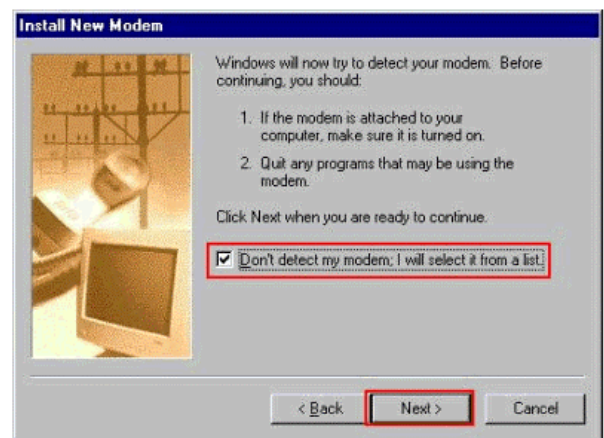 Install New Modem
Windows will now try to detect your modem. Before
continuing, you should:
1. If the modem is attached to your
computer, make sure it is turned on.
2. Quit any programs that may be using the
modem.
Click Next when you are ready to continue.
Don't detect my modem; I will select it from a list.
< Back
Next >
Cancel